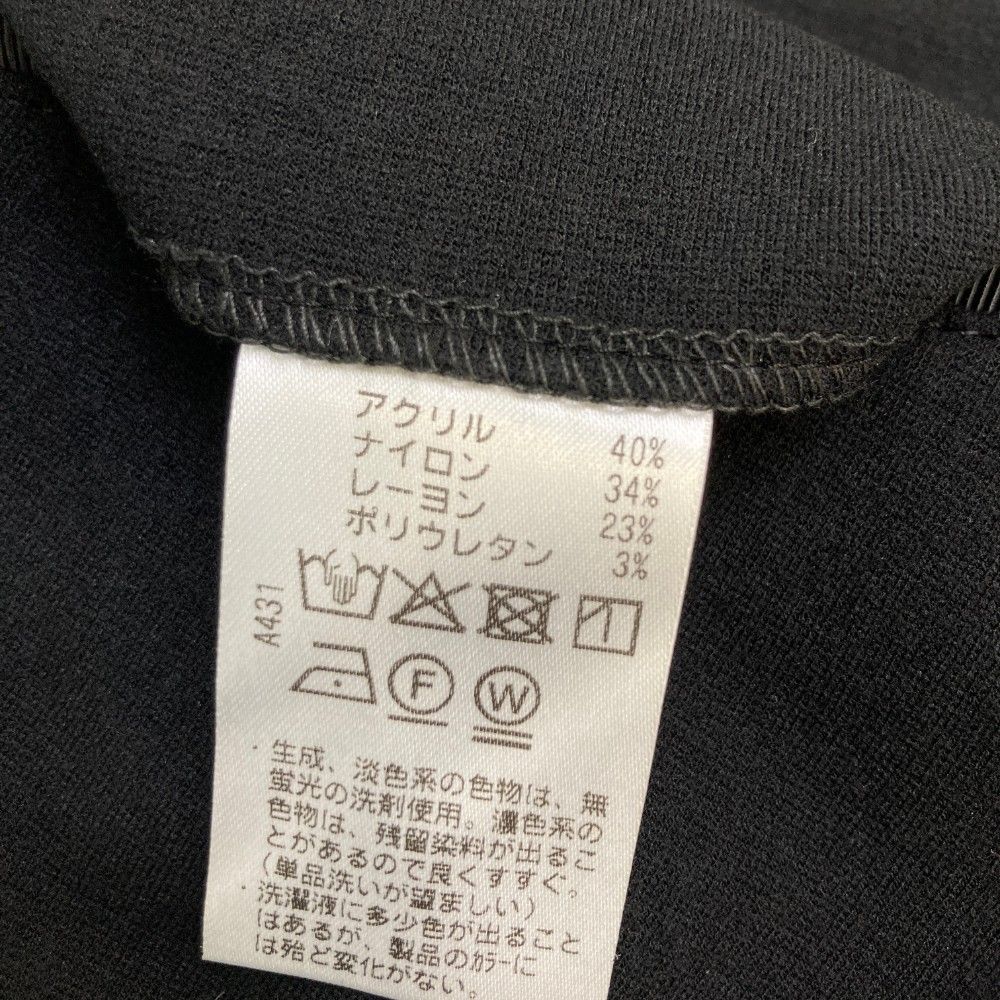 アクリル 40%
ナイロン 34%
レーヨン 23%
ポリウレタン 3%
A431
F
W
・生成、淡色系の色物は、無
蛍光の洗剤使用。濃色系の
色物は、残留染料が出るこ
とがあるので良くすすぐ。
(単品洗いが望ましい)
・洗濯液に多少色が出ること
はあるが、製品のカラーに
は殆ど変化がない。